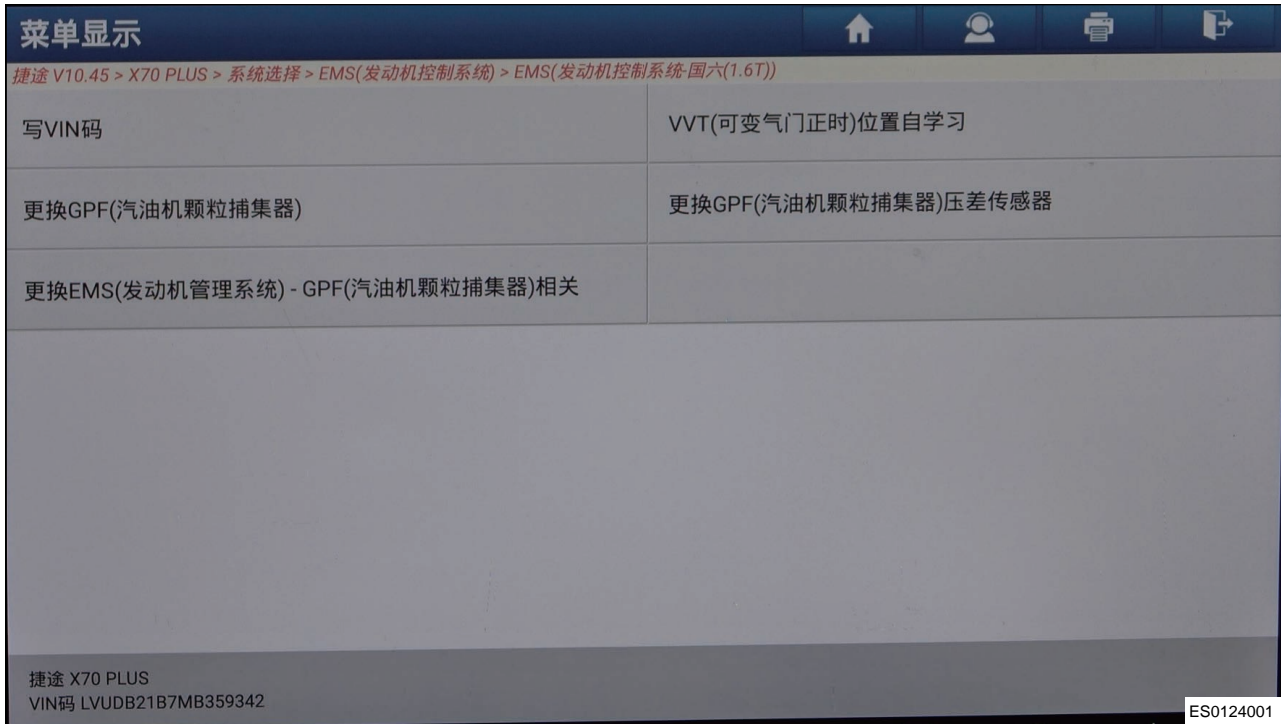 菜单显示
捷途 V10.45 > X70 PLUS > 系统选择 > EMS(发动机控制系统) > EMS(发动机控制系统-国六(1.6T))
写VIN码
VVT(可变气门正时)位置自学习
更换GPF(汽油机颗粒捕集器)
更换GPF(汽油机颗粒捕集器)压差传感器
更换EMS(发动机管理系统) - GPF(汽油机颗粒捕集器)相关
捷途 X70 PLUS
VIN码 LVUDB21B7MB359342
ES0124001